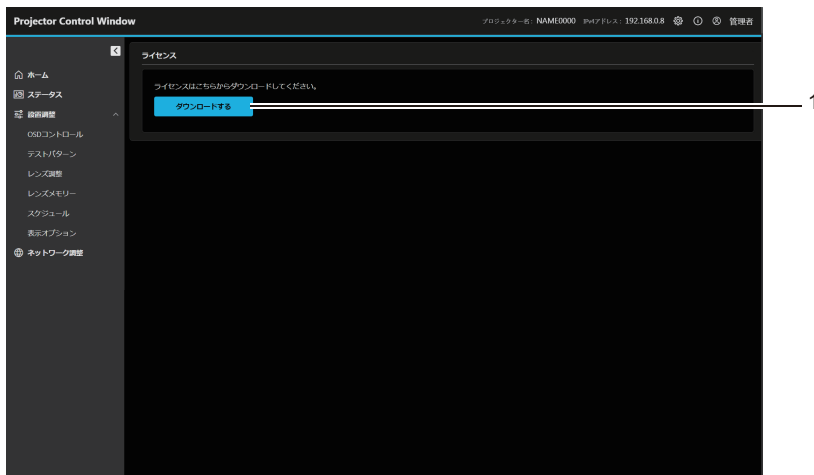 Projector Control Window
プロジェクター名: NAME0000 IPv4アドレス: 192.168.0.8 管理者
ライセンス
ホーム
ライセンスはこちらからダウンロードしてください。
ステータス
ダウンロードする
1
設置調整
OSDコントロール
テストパターン
レンズ調整
レンズメモリー
スケジュール
表示オプション
ネットワーク調整